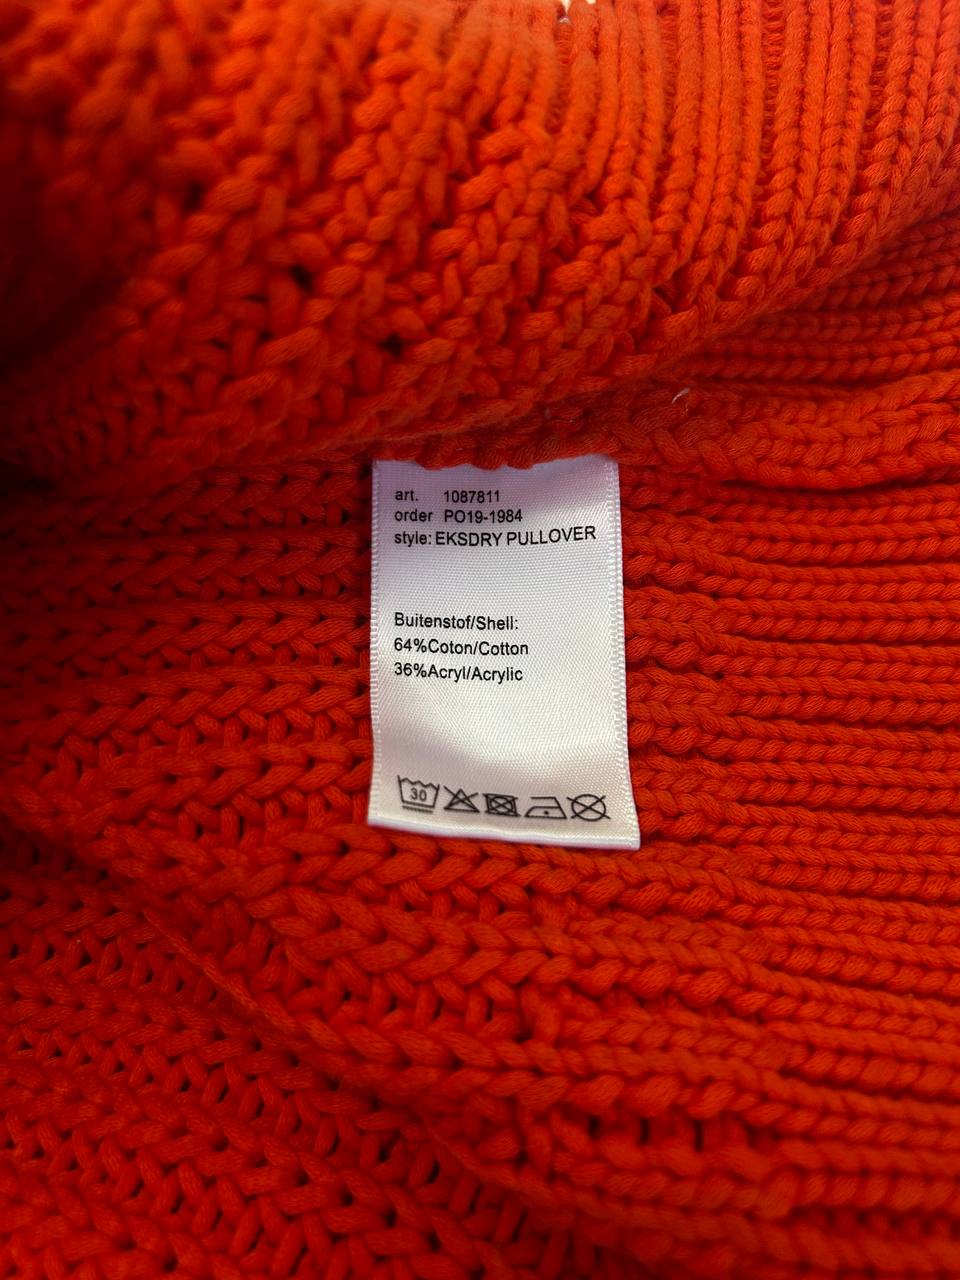 art. 1087811
order PO19-1984
style: EKSDRY PULLOVER
Buitenstof/Shell:
64%Coton/Cotton
36%Acryl/Acrylic
30